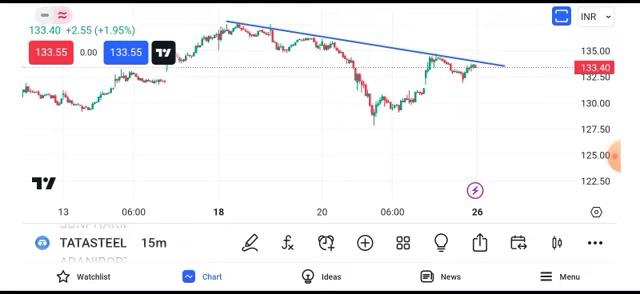 INR
133.40 +2.55 (+1.95%)
133.55 0.00 133.55
135.00
133.40
132.50
130.00
127.50
125.00
122.50
13 06:00 18 20 06:00 26
SUNPHARM
TATASTEEL 15m
ADANIPORT
Watchlist Chart Ideas News Menu